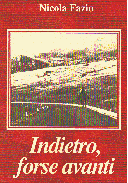 Nicola Fazio
Indietro,
forse avanti